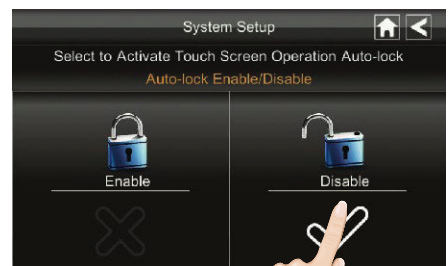 System Setup
Select to Activate Touch Screen Operation Auto-lock
Auto-lock Enable/Disable
Enable
Disable